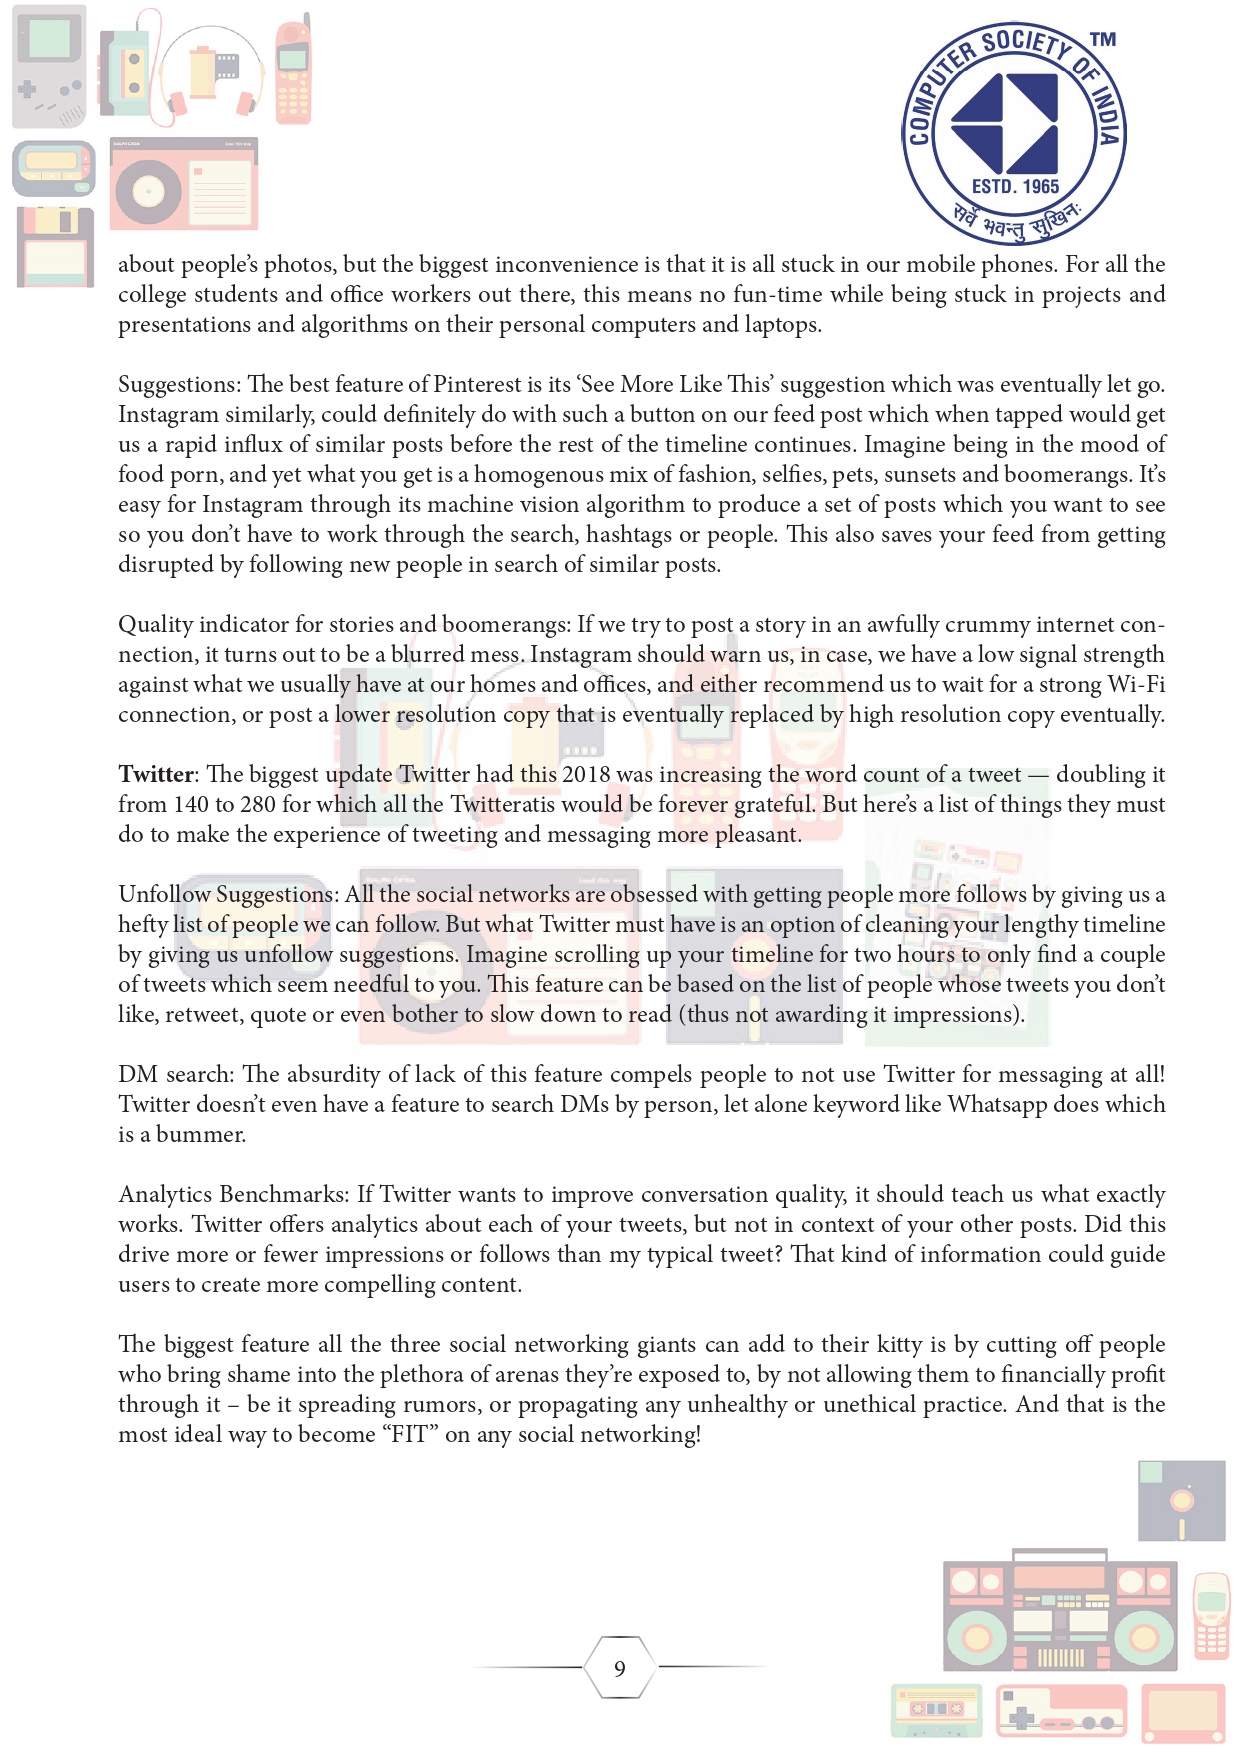 COMPUTER SOCIETY OF INDIA
TM
ESTD. 1965
सर्वे भवन्तु सुखिनः
about people’s photos, but the biggest inconvenience is that it is all stuck in our mobile phones. For all the
college students and office workers out there, this means no fun-time while being stuck in projects and
presentations and algorithms on their personal computers and laptops.
Suggestions: The best feature of Pinterest is its ‘See More Like This’ suggestion which was eventually let go.
Instagram similarly, could definitely do with such a button on our feed post which when tapped would get
us a rapid influx of similar posts before the rest of the timeline continues. Imagine being in the mood of
food porn, and yet what you get is a homogenous mix of fashion, selfies, pets, sunsets and boomerangs. It’s
easy for Instagram through its machine vision algorithm to produce a set of posts which you want to see
so you don’t have to work through the search, hashtags or people. This also saves your feed from getting
disrupted by following new people in search of similar posts.
Quality indicator for stories and boomerangs: If we try to post a story in an awfully crummy internet con-
nection, it turns out to be a blurred mess. Instagram should warn us, in case, we have a low signal strength
against what we usually have at our homes and offices, and either recommend us to wait for a strong Wi-Fi
connection, or post a lower resolution copy that is eventually replaced by high resolution copy eventually.
Twitter: The biggest update Twitter had this 2018 was increasing the word count of a tweet — doubling it
from 140 to 280 for which all the Twitteratis would be forever grateful. But here’s a list of things they must
do to make the experience of tweeting and messaging more pleasant.
Unfollow Suggestions: All the social networks are obsessed with getting people more follows by giving us a
hefty list of people we can follow. But what Twitter must have is an option of cleaning your lengthy timeline
by giving us unfollow suggestions. Imagine scrolling up your timeline for two hours to only find a couple
of tweets which seem needful to you. This feature can be based on the list of people whose tweets you don’t
like, retweet, quote or even bother to slow down to read (thus not awarding it impressions).
DM search: The absurdity of lack of this feature compels people to not use Twitter for messaging at all!
Twitter doesn’t even have a feature to search DMs by person, let alone keyword like Whatsapp does which
is a bummer.
Analytics Benchmarks: If Twitter wants to improve conversation quality, it should teach us what exactly
works. Twitter offers analytics about each of your tweets, but not in context of your other posts. Did this
drive more or fewer impressions or follows than my typical tweet? That kind of information could guide
users to create more compelling content.
The biggest feature all the three social networking giants can add to their kitty is by cutting off people
who bring shame into the plethora of arenas they’re exposed to, by not allowing them to financially profit
through it – be it spreading rumors, or propagating any unhealthy or unethical practice. And that is the
most ideal way to become “FIT” on any social networking!
9